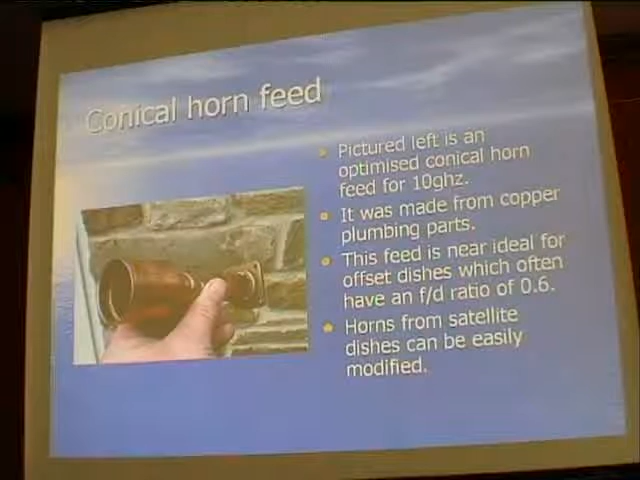 Conical horn feed
Pictured left is an
optimised conical horn
feed for 10ghz.
It was made from copper
plumbing parts.
This feed is near ideal for
offset dishes which often
have an f/d ratio of 0.6.
Horns from satellite
dishes can be easily
modified.